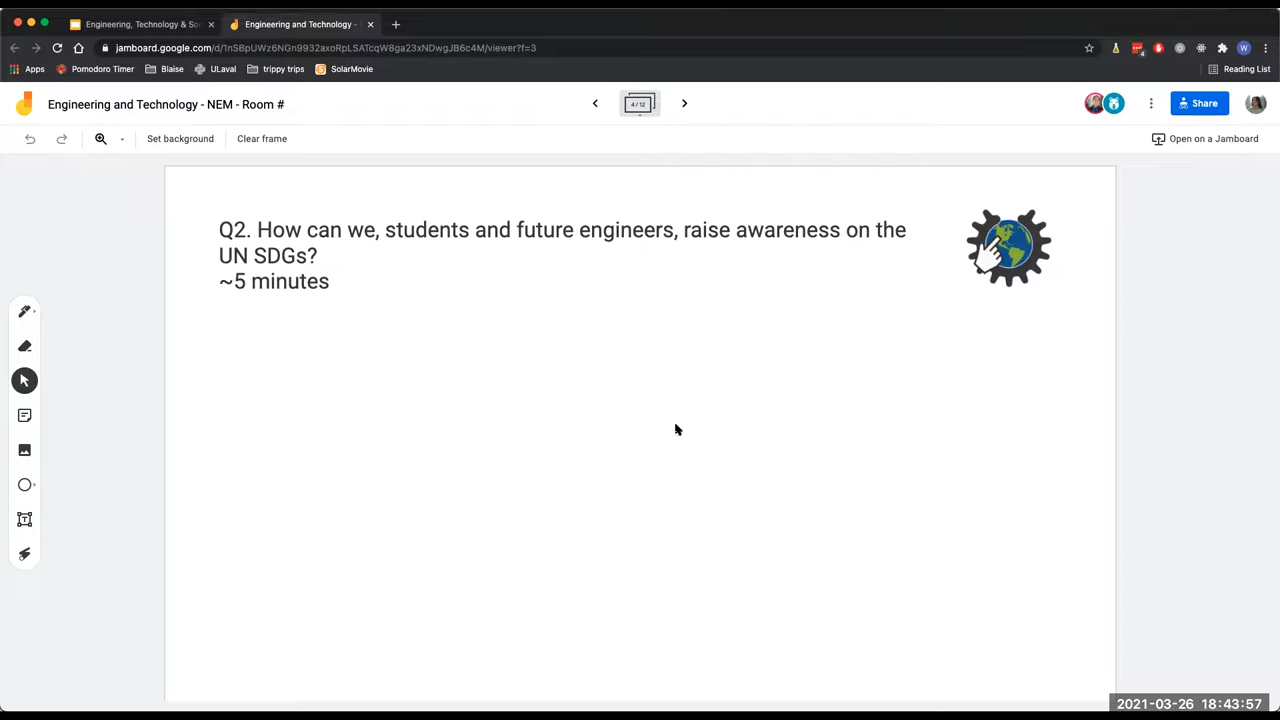 Engineering, Technology & So
Engineering and Technology -
jamboard.google.com/d/1nSBpUWz6NGn9932axoRpLSATcqW8ga23xNDwgJB6c4M/viewer?f=3
4
W
Apps
Pomodoro Timer
Blaise
ULaval
trippy trips
SolarMovie
Reading List
Engineering and Technology - NEM - Room #
4 / 12
Share
Set background
Clear frame
Open on a Jamboard
Q2. How can we, students and future engineers, raise awareness on the
UN SDGs?
~5 minutes
T
2021-03-26 18:43:57